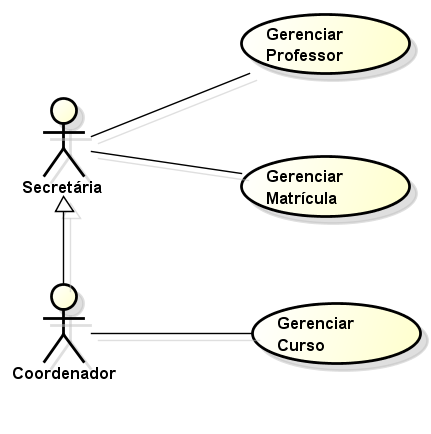 Gerenciar
Professor
Secretária
Gerenciar
Matrícula
Gerenciar
Curso
Coordenador